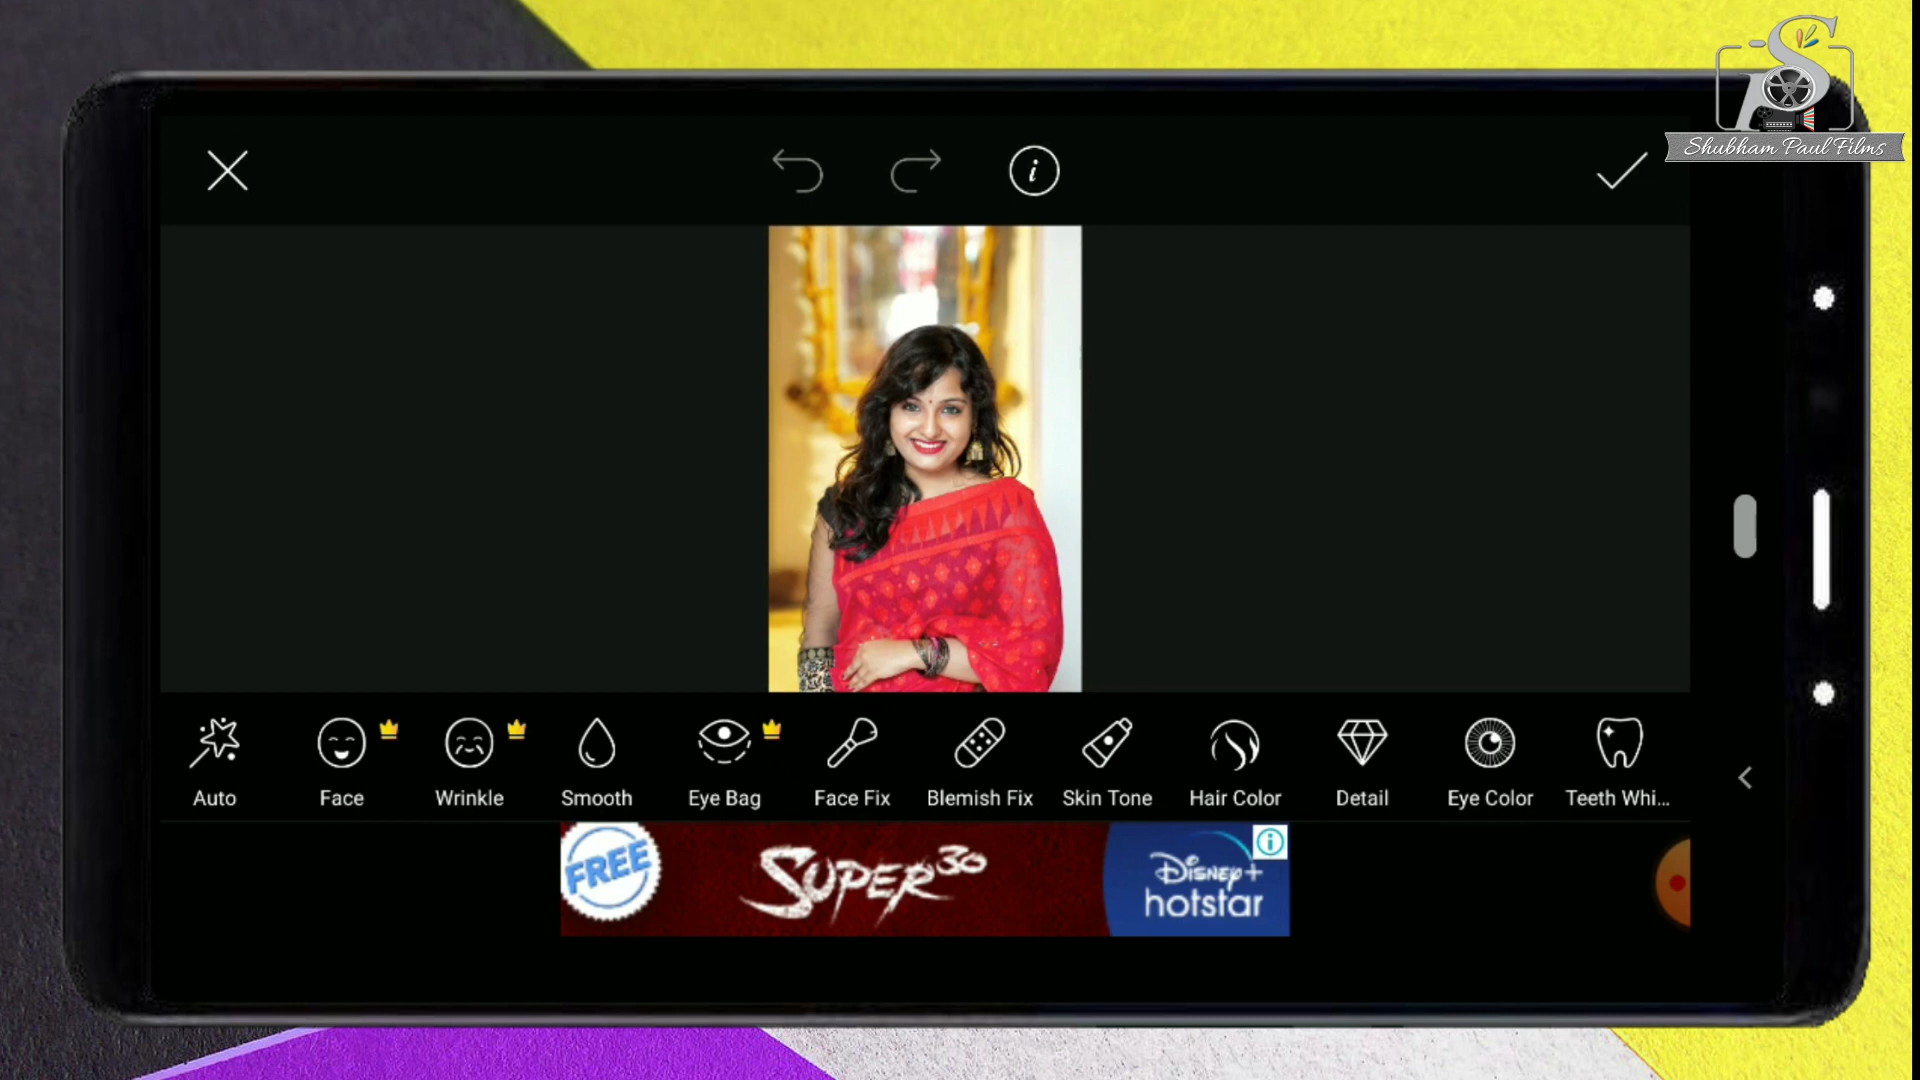 Shubham Paul Films
Auto
Face
Wrinkle
Smooth
Eye Bag
Face Fix
Blemish Fix
Skin Tone
Hair Color
Detail
Eye Color
Teeth Whi...
FREE
SUPER 30
Disney+
hotstar